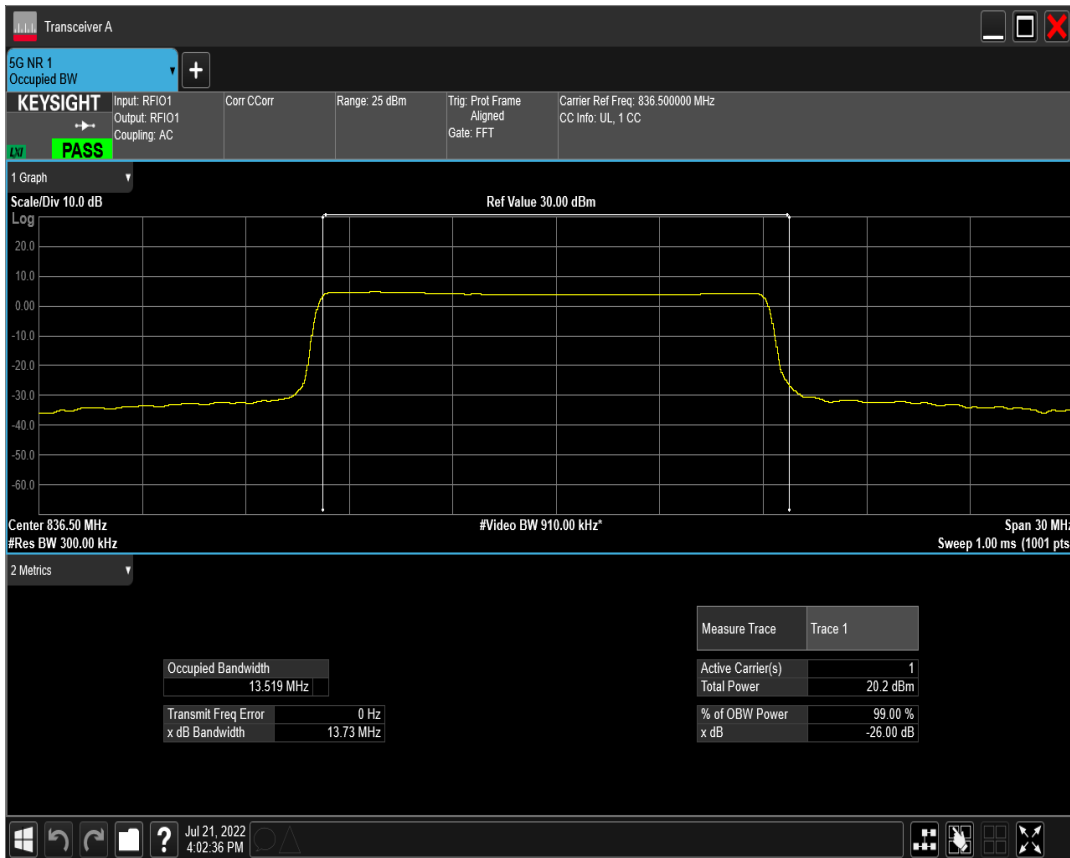 Transceiver A
5G NR 1
Occupied BW
+
KEYSIGHT
LXI
PASS
Input: RFIO1
Output: RFIO1
Coupling: AC
Corr CCorr
Range: 25 dBm
Trig: Prot Frame
Aligned
Gate: FFT
Carrier Ref Freq: 836.500000 MHz
CC Info: UL, 1 CC
1 Graph
Scale/Div 10.0 dB
Ref Value 30.00 dBm
Log
20.0
10.0
0.00
-10.0
-20.0
-30.0
-40.0
-50.0
-60.0
Center 836.50 MHz
#Video BW 910.00 kHz*
Span 30 MHz
#Res BW 300.00 kHz
Sweep 1.00 ms (1001 pts
2 Metrics
Measure Trace Trace 1
Occupied Bandwidth
13.519 MHz
Active Carrier(s) 1
Total Power 20.2 dBm
Transmit Freq Error 0 Hz
x dB Bandwidth 13.73 MHz
% of OBW Power 99.00 %
x dB -26.00 dB
?
Jul 21, 2022
4:02:36 PM